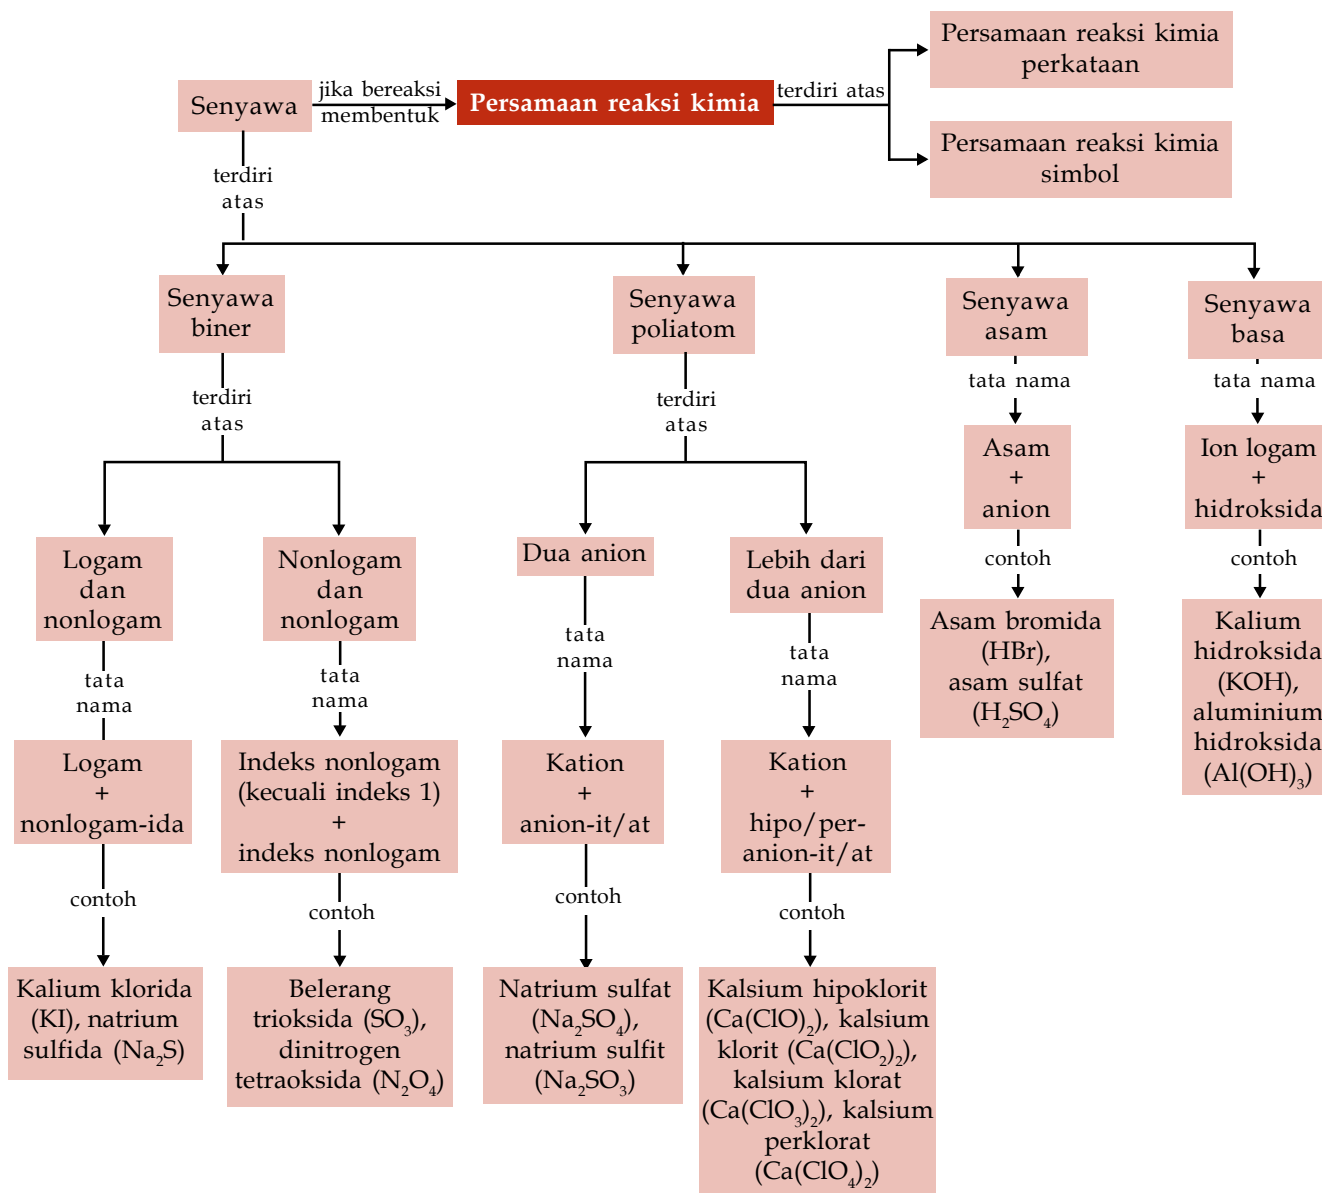 Persamaan reaksi kimia
perkataan
Senyawa
jika bereaksi
membentuk
Persamaan reaksi kimia
terdiri atas
Persamaan reaksi kimia
simbol
terdiri
atas
Senyawa
biner
Senyawa
poliatom
Senyawa
asam
Senyawa
basa
terdiri
atas
terdiri
atas
tata nama
tata nama
Logam
dan
nonlogam
Nonlogam
dan
nonlogam
Dua anion
Lebih dari
dua anion
Asam
+
anion
Ion logam
+
hidroksida
tata
nama
tata
nama
tata
nama
tata
nama
contoh
contoh
Logam
+
nonlogam-ida
Indeks nonlogam
(kecuali indeks 1)
+
indeks nonlogam
Kation
+
anion-it/at
Kation
+
hipo/per-
anion-it/at
Asam bromida
(HBr),
asam sulfat
(H₂SO₄)
Kalium
hidroksida
(KOH),
aluminium
hidroksida
(Al(OH)₃)
contoh
contoh
contoh
contoh
Kalium klorida
(KI), natrium
sulfida (Na₂S)
Belerang
trioksida (SO₃),
dinitrogen
tetraoksida (N₂O₄)
Natrium sulfat
(Na₂SO₄),
natrium sulfit
(Na₂SO₃)
Kalsium hipoklorit
(Ca(ClO)₂), kalsium
klorit (Ca(ClO₂)₂),
kalsium klorat
(Ca(ClO₃)₂), kalsium
perklorat
(Ca(ClO₄)₂)